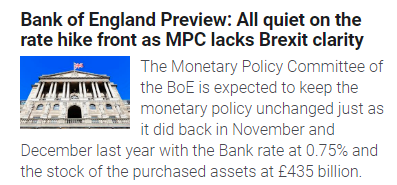 Bank of England Preview: All quiet on the
rate hike front as MPC lacks Brexit clarity
The Monetary Policy Committee of
the BoE is expected to keep the
monetary policy unchanged just as
it did back in November and
December last year with the Bank rate at 0.75% and
the stock of the purchased assets at £435 billion.